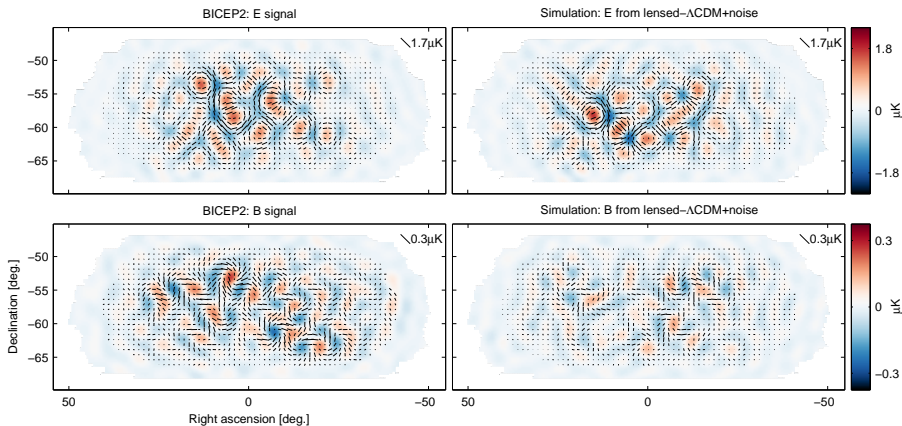 BICEP2: E signal
Simulation: E from lensed−ΛCDM+noise
1.7μK
1.7μK
−50
−55
−60
−65
1.8
0
−1.8
μK
BICEP2: B signal
Simulation: B from lensed−ΛCDM+noise
0.3μK
0.3μK
−50
−55
−60
−65
Declination [deg.]
50
0
−50
50
0
−50
Right ascension [deg.]
0.3
0
−0.3
μK